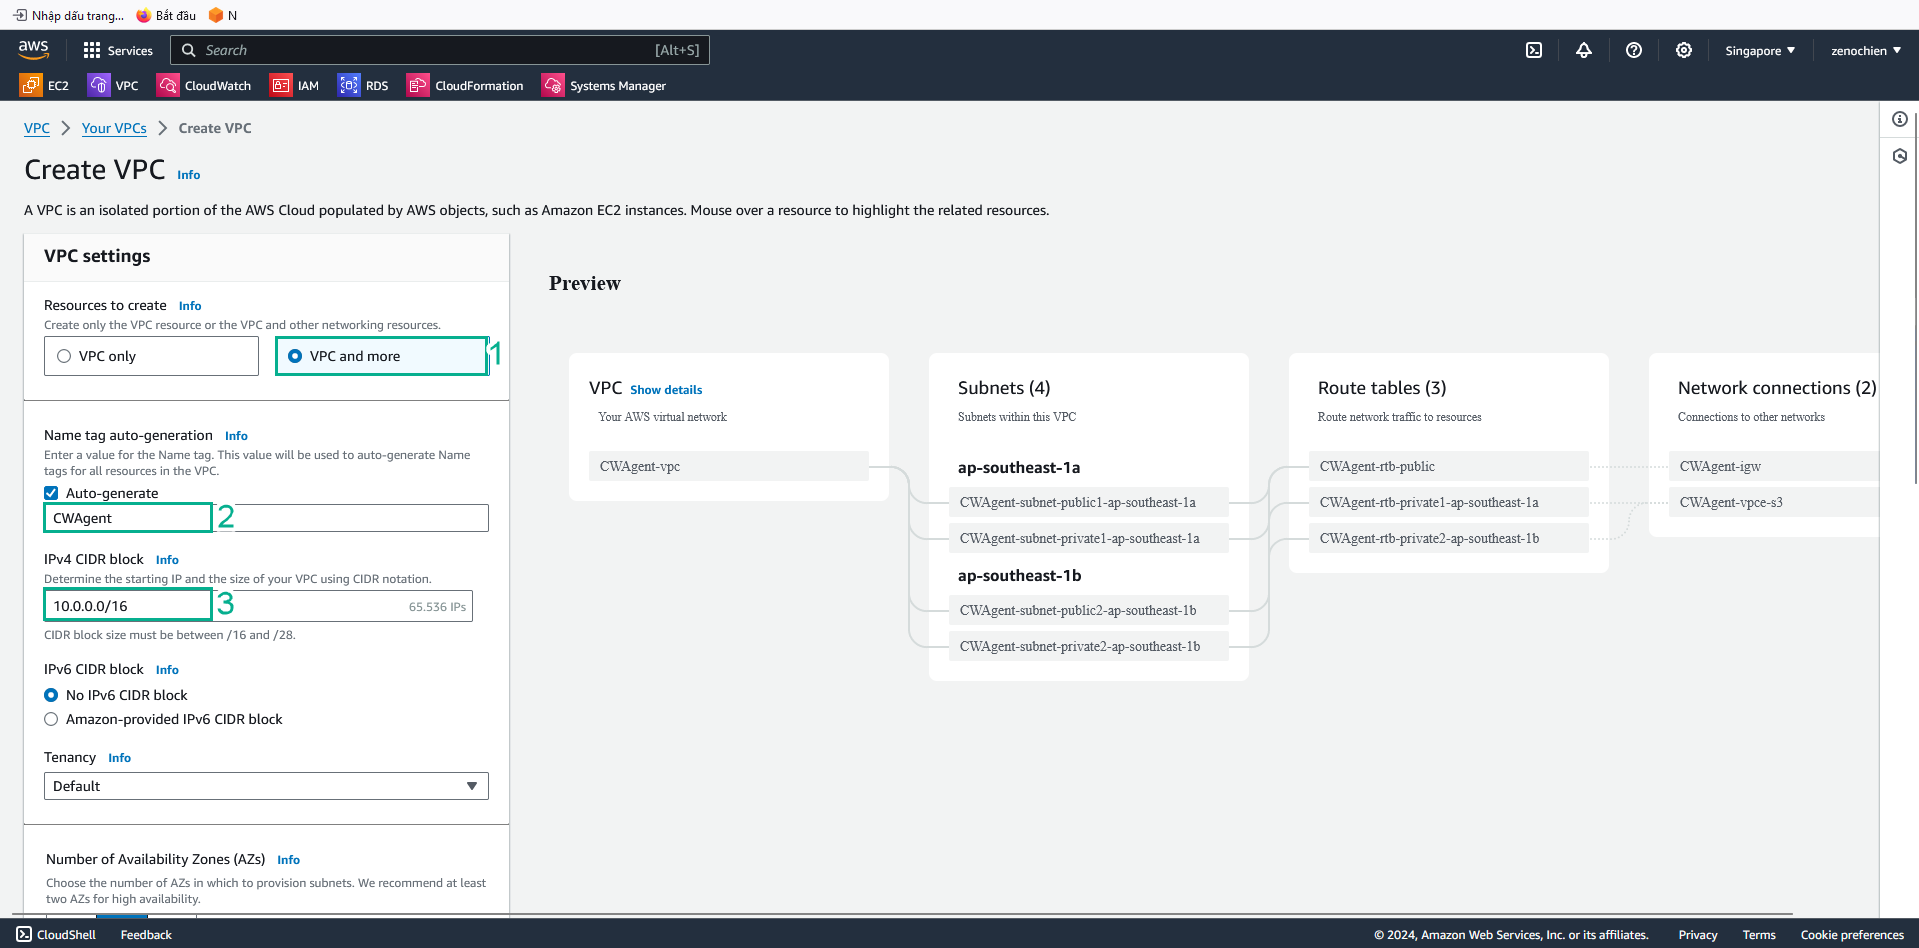 Nhập dấu trang... Bắt đầu N
aws Services Search [Alt+S] Singapore zenochien
EC2 VPC CloudWatch IAM RDS CloudFormation Systems Manager
VPC Your VPCs Create VPC
Create VPC Info
A VPC is an isolated portion of the AWS Cloud populated by AWS objects, such as Amazon EC2 instances. Mouse over a resource to highlight the related resources.
VPC settings
Resources to create Info
Create only the VPC resource or the VPC and other networking resources.
VPC only
VPC and more 1
Name tag auto-generation Info
Enter a value for the Name tag. This value will be used to auto-generate Name
tags for all resources in the VPC.
Auto-generate
CWAgent 2
IPv4 CIDR block Info
Determine the starting IP and the size of your VPC using CIDR notation.
10.0.0.0/16 3 65.536 IPs
CIDR block size must be between /16 and /28.
IPv6 CIDR block Info
No IPv6 CIDR block
Amazon-provided IPv6 CIDR block
Tenancy Info
Default
Number of Availability Zones (AZs) Info
Choose the number of AZs in which to provision subnets. We recommend at least
two AZs for high availability.
Preview
VPC Show details
Your AWS virtual network
CWAgent-vpc
Subnets (4)
Subnets within this VPC
ap-southeast-1a
CWAgent-subnet-public1-ap-southeast-1a
CWAgent-subnet-private1-ap-southeast-1a
ap-southeast-1b
CWAgent-subnet-public2-ap-southeast-1b
CWAgent-subnet-private2-ap-southeast-1b
Route tables (3)
Route network traffic to resources
CWAgent-rtb-public
CWAgent-rtb-private1-ap-southeast-1a
CWAgent-rtb-private2-ap-southeast-1b
Network connections (2)
Connections to other networks
CWAgent-igw
CWAgent-vpce-s3
CloudShell Feedback © 2024, Amazon Web Services, Inc. or its affiliates. Privacy Terms Cookie preferences